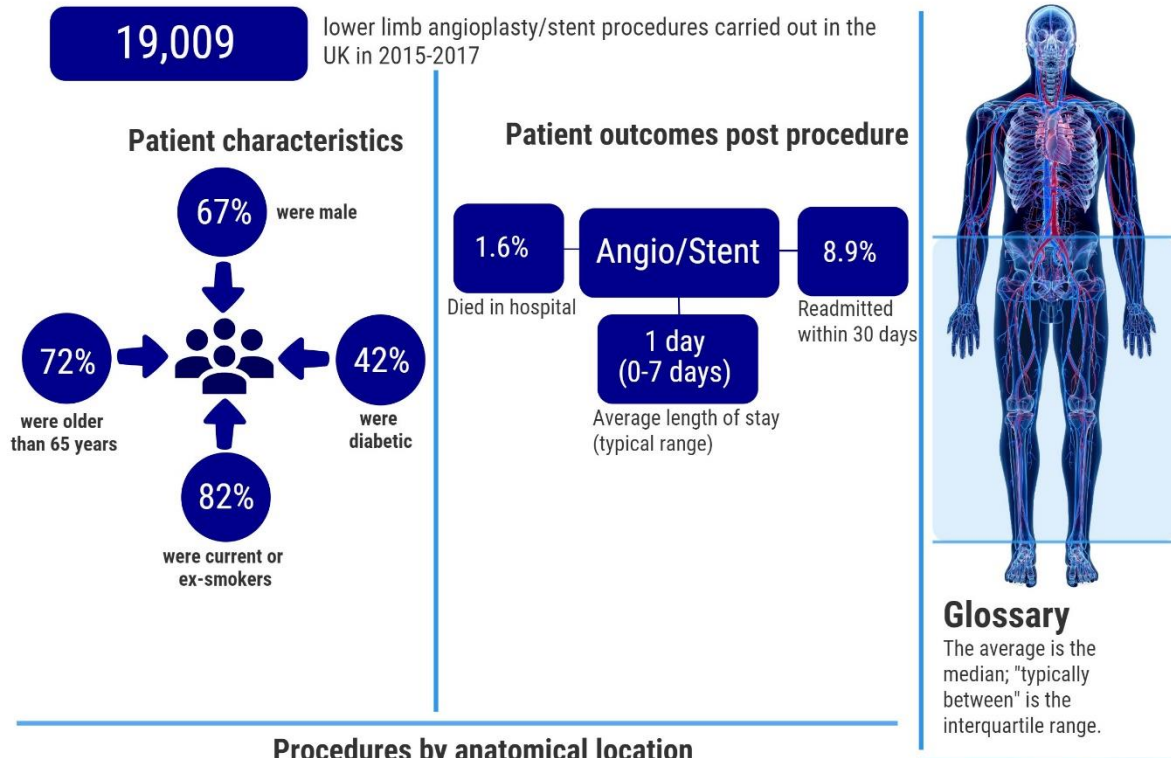 19,009
lower limb angioplasty/stent procedures carried out in the
UK in 2015-2017
Patient characteristics
67%
were male
72%
were older
than 65 years
42%
were
diabetic
82%
were current or
ex-smokers
Patient outcomes post procedure
1.6%
Died in hospital
Angio/Stent
8.9%
Readmitted
within 30 days
1 day
(0-7 days)
Average length of stay
(typical range)
Glossary
The average is the
median; "typically
between" is the
interquartile range.
Procedures by anatomical location